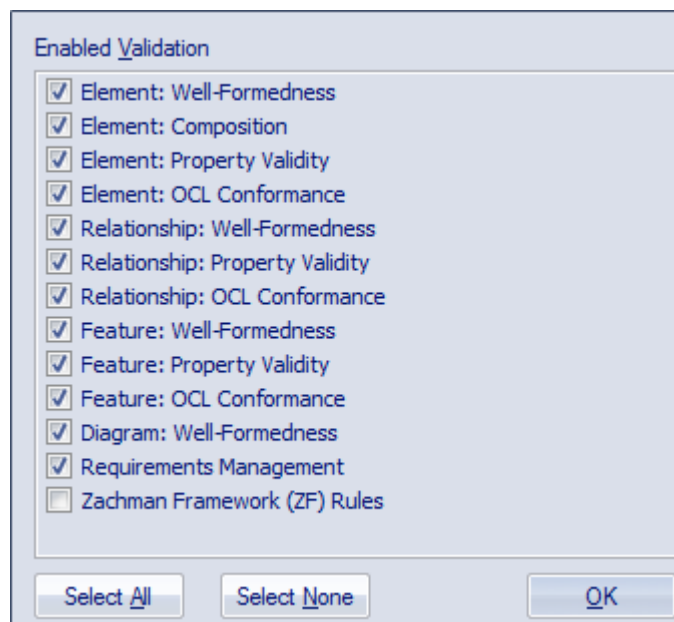 Enabled Validation
Element: Well-Formedness
Element: Composition
Element: Property Validity
Element: OCL Conformance
Relationship: Well-Formedness
Relationship: Property Validity
Relationship: OCL Conformance
Feature: Well-Formedness
Feature: Property Validity
Feature: OCL Conformance
Diagram: Well-Formedness
Requirements Management
Zachman Framework (ZF) Rules
Select All Select None OK